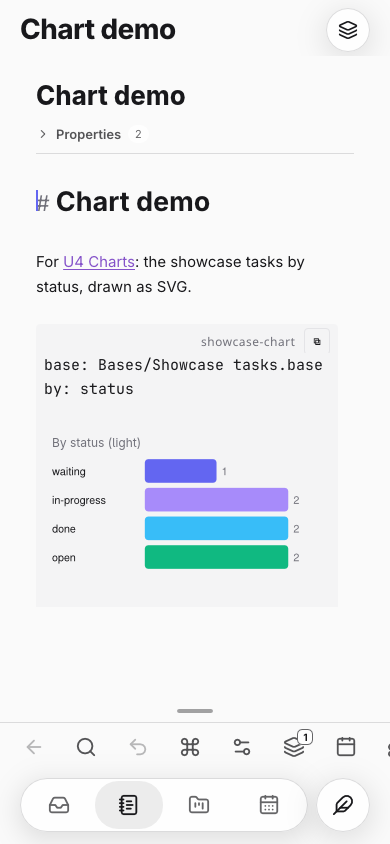 Chart demo
Chart demo
Properties 2
# Chart demo
For U4 Charts: the showcase tasks by
status, drawn as SVG.
showcase-chart
base: Bases/Showcase tasks.base
by: status
By status (light)
waiting 1
in-progress 2
done 2
open 2
1